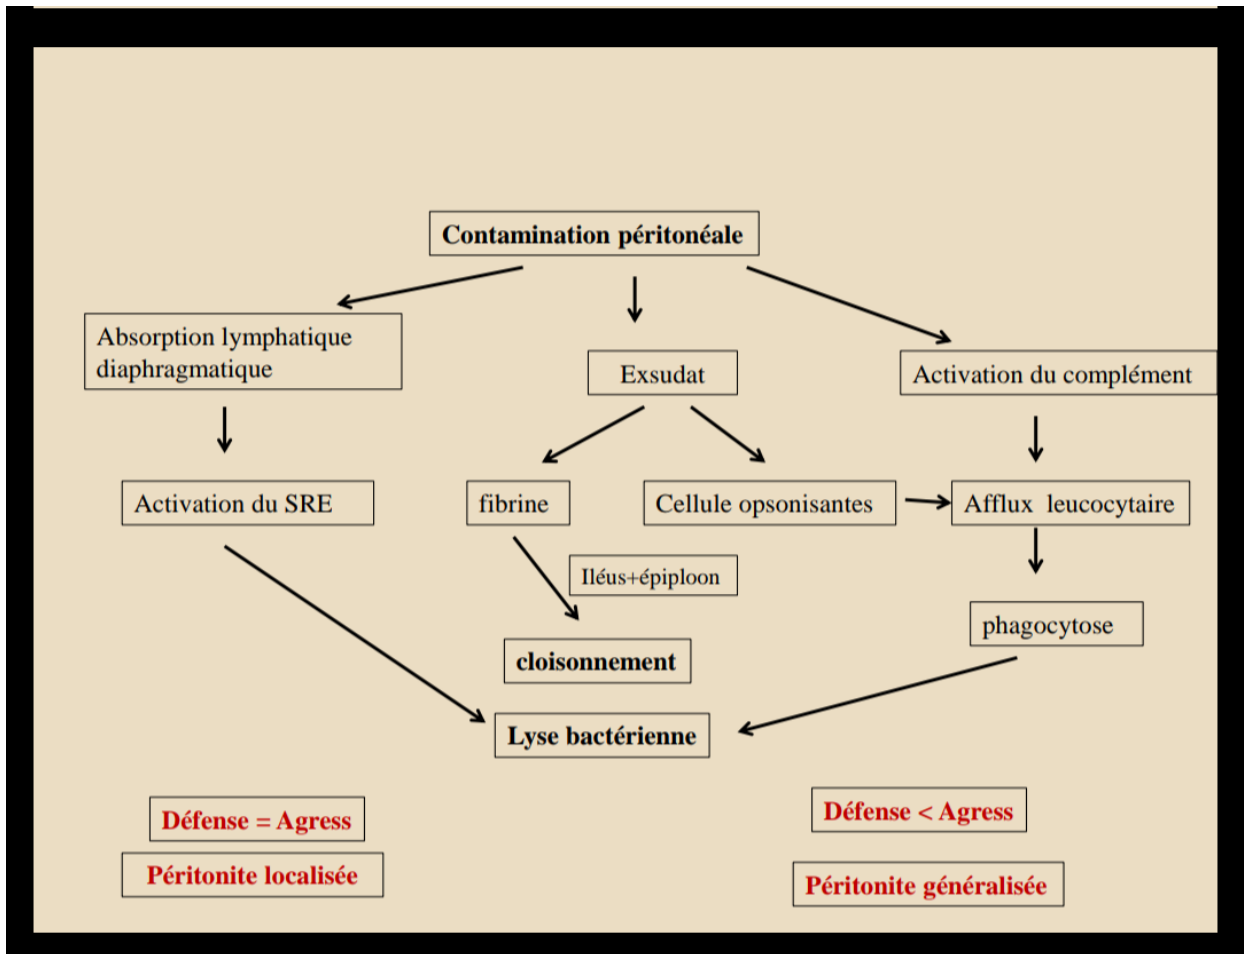 Contamination péritonéale
Absorption lymphatique
diaphragmatique
Exsudat
Activation du complément
Activation du SRE
fibrine
Cellule opsonisantes
Afflux leucocytaire
Iléus+épiploon
phagocytose
cloisonnement
Lyse bactérienne
Défense = Agress
Défense < Agress
Péritonite localisée
Péritonite généralisée